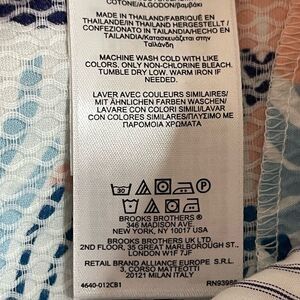 COTONE/ALGODON/βαμβάκι
MADE IN THAILAND/FABRIQUÉ EN
THAILANDE/IN THAILAND HERGESTELLT /
CONFEZIONATO IN TAILANDIA/HECHO EN
TAILANDIA/Κατασκευάζεται στην
Ταϊλάνδη
MACHINE WASH COLD WITH LIKE
COLORS. ONLY NON-CHLORINE BLEACH.
TUMBLE DRY LOW. WARM IRON IF
NEEDED.
LAVER AVEC COULEURS SIMILAIRES/
MIT ÄHNLICHEN FARBEN WASCHEN/
LAVARE CON COLORI SIMILI/LAVAR
CON COLORES SIMILARES/ΠΛΥΣΙΜΟ ΜΕ
ΠΑΡΟΜΟΙΑ ΧΡΩΜΑΤΑ
30 P
BROOKS BROTHERS®
346 MADISON AVE.
NEW YORK, NY 10017 USA
BROOKS BROTHERS UK LTD
2ND FLOOR, 35 GREAT MARLBOROUGH ST.,
LONDON W1F 7JF
RETAIL BRAND ALLIANCE EUROPE S.R.L.
3, CORSO MATTEOTTI
20121 MILAN ITALY
4640-012CB1 RN93985